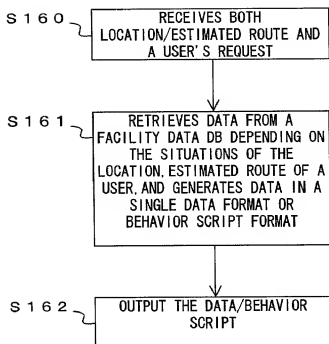 S160
RECEIVES BOTH
LOCATION/ESTIMATED ROUTE AND
A USER'S REQUEST
S161
RETRIEVES DATA FROM A
FACILITY DATA DB DEPENDING ON
THE SITUATIONS OF THE
LOCATION, ESTIMATED ROUTE OF A
USER, AND GENERATES DATA IN A
SINGLE DATA FORMAT OR
BEHAVIOR SCRIPT FORMAT
S162
OUTPUT THE DATA/BEHAVIOR
SCRIPT